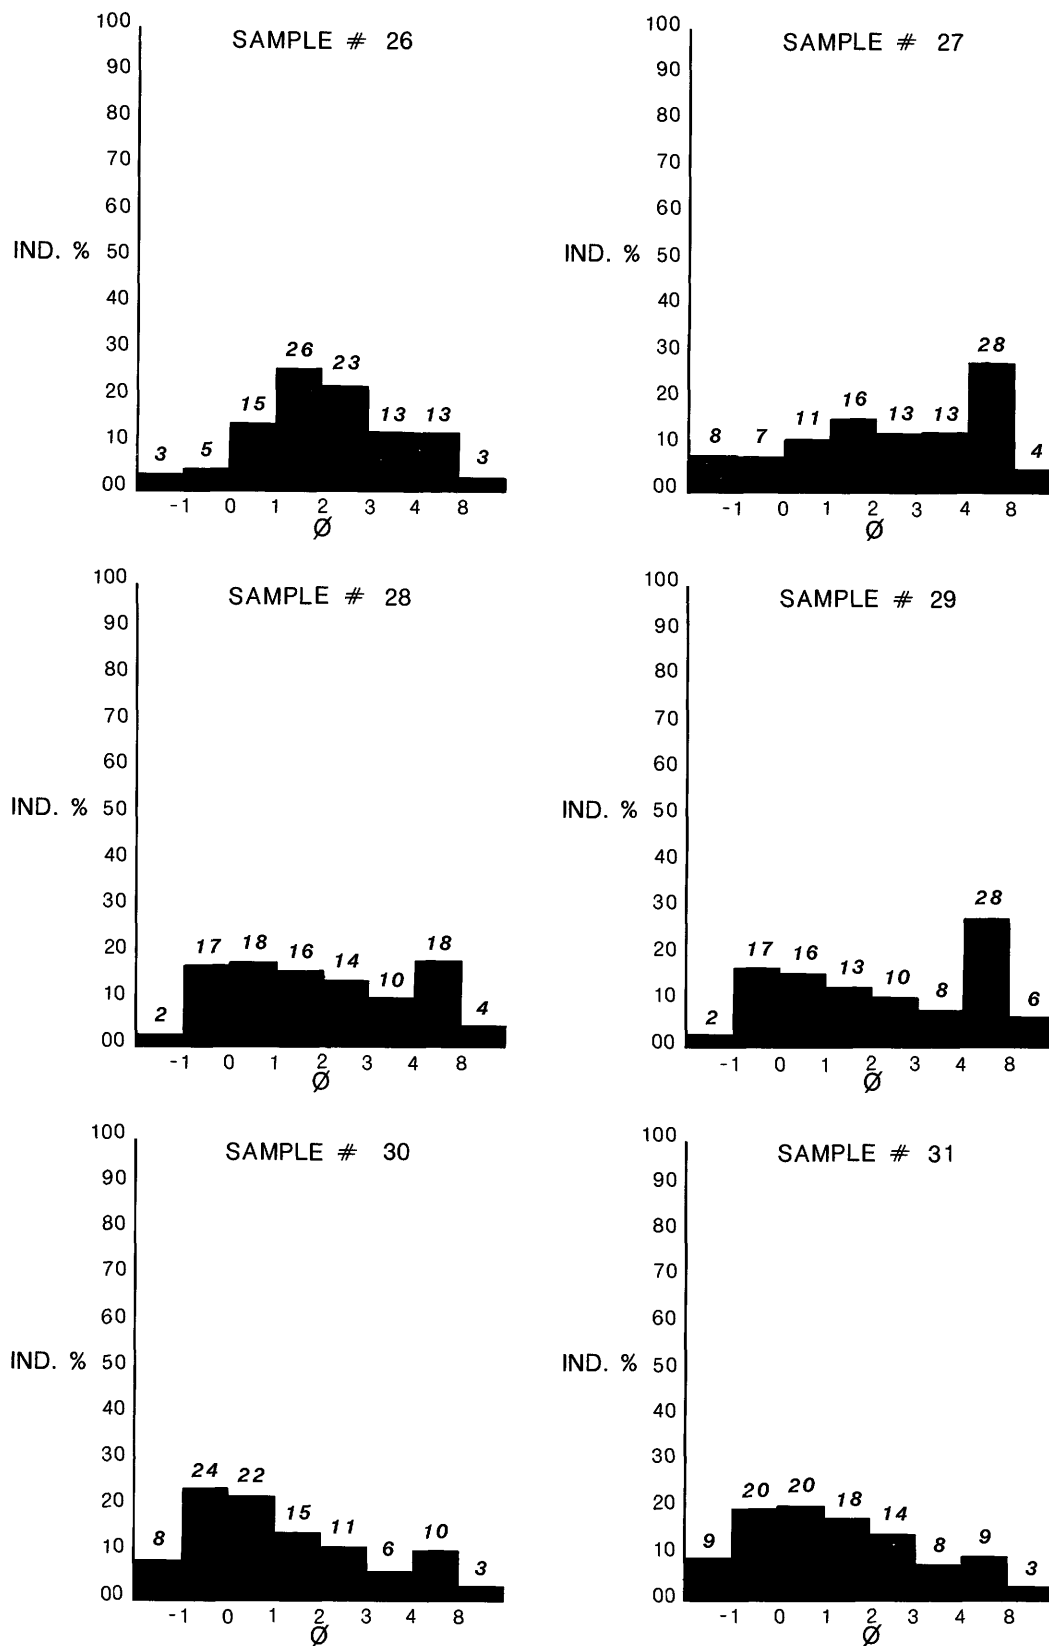 SAMPLE # 26
100
90
80
70
60
IND. % 50
40
30
20
10
00
3 5 15 26 23 13 13 3
-1 0 1 2 3 4 8
Ø
SAMPLE # 27
100
90
80
70
60
IND. % 50
40
30
20
10
00
8 7 11 16 13 13 28 4
-1 0 1 2 3 4 8
Ø
SAMPLE # 28
100
90
80
70
60
IND. % 50
40
30
20
10
00
2 17 18 16 14 10 18 4
-1 0 1 2 3 4 8
Ø
SAMPLE # 29
100
90
80
70
60
IND. % 50
40
30
20
10
00
2 17 16 13 10 8 28 6
-1 0 1 2 3 4 8
Ø
SAMPLE # 30
100
90
80
70
60
IND. % 50
40
30
20
10
00
8 24 22 15 11 6 10 3
-1 0 1 2 3 4 8
Ø
SAMPLE # 31
100
90
80
70
60
IND. % 50
40
30
20
10
00
9 20 20 18 14 8 9 3
-1 0 1 2 3 4 8
Ø